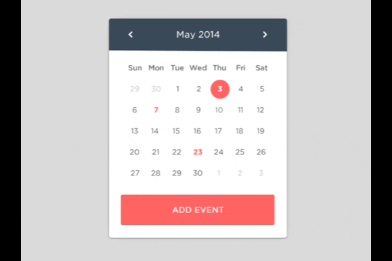 May 2014
Sun Mon Tue Wed Thu Fri Sat
29 30 1 2 3 4 5
6 7 8 9 10 11 12
13 14 15 16 17 18 19
20 21 22 23 24 25 26
27 28 29 30 1 2 3
ADD EVENT